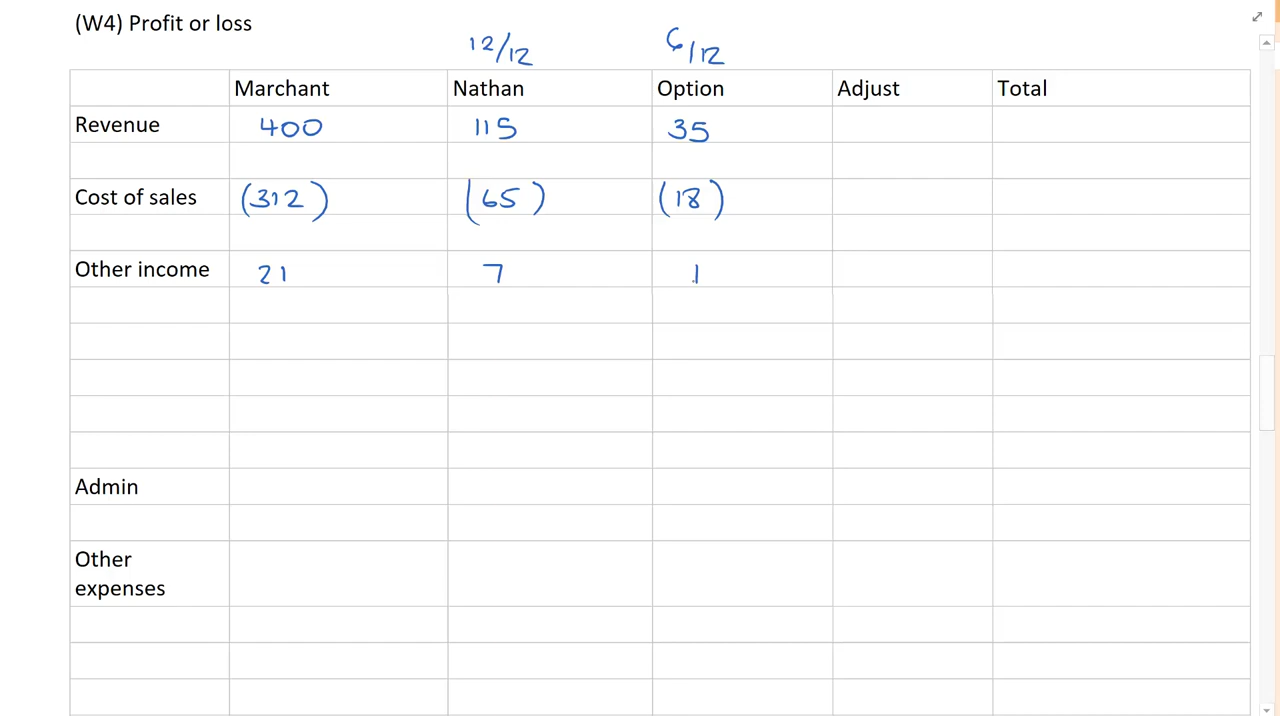 (W4) Profit or loss
12/12 6/12
Marchant Nathan Option Adjust Total
Revenue 400 115 35
Cost of sales (312) (65) (18)
Other income 21 7 1
Admin
Other
expenses